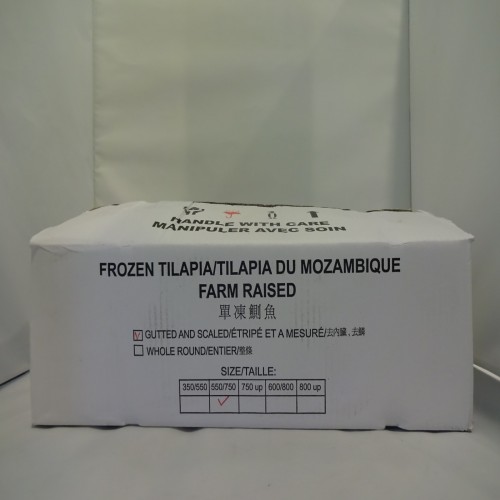 HANDLE WITH CARE
MANIPULER AVEC SOIN
FROZEN TILAPIA/TILAPIA DU MOZAMBIQUE
FARM RAISED
單凍鯽魚
GUTTED AND SCALED/ÉTRIPÉ ET A MESURÉ/去内臟，去鱗
WHOLE ROUND/ENTIER/整條
SIZE/TAILLE:
350/550 550/750 750 up 600/800 800 up